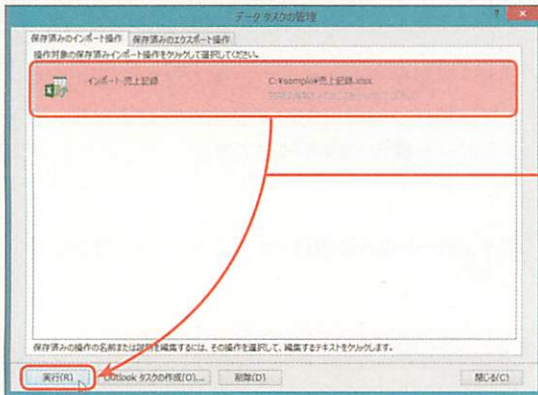 データ タスクの管理
保存済みのインポート操作 保存済みのエクスポート操作
操作対象の保存済みインポート操作をクリックして選択してください。
インポート-売上記録 C:¥sample¥売上記録.xlsx
保存済みの操作の名前または説明を編集するには、その操作を選択して、編集するテキストをクリックします。
実行(R) Outlook タスクの作成(O)... 削除(D) 閉じる(C)